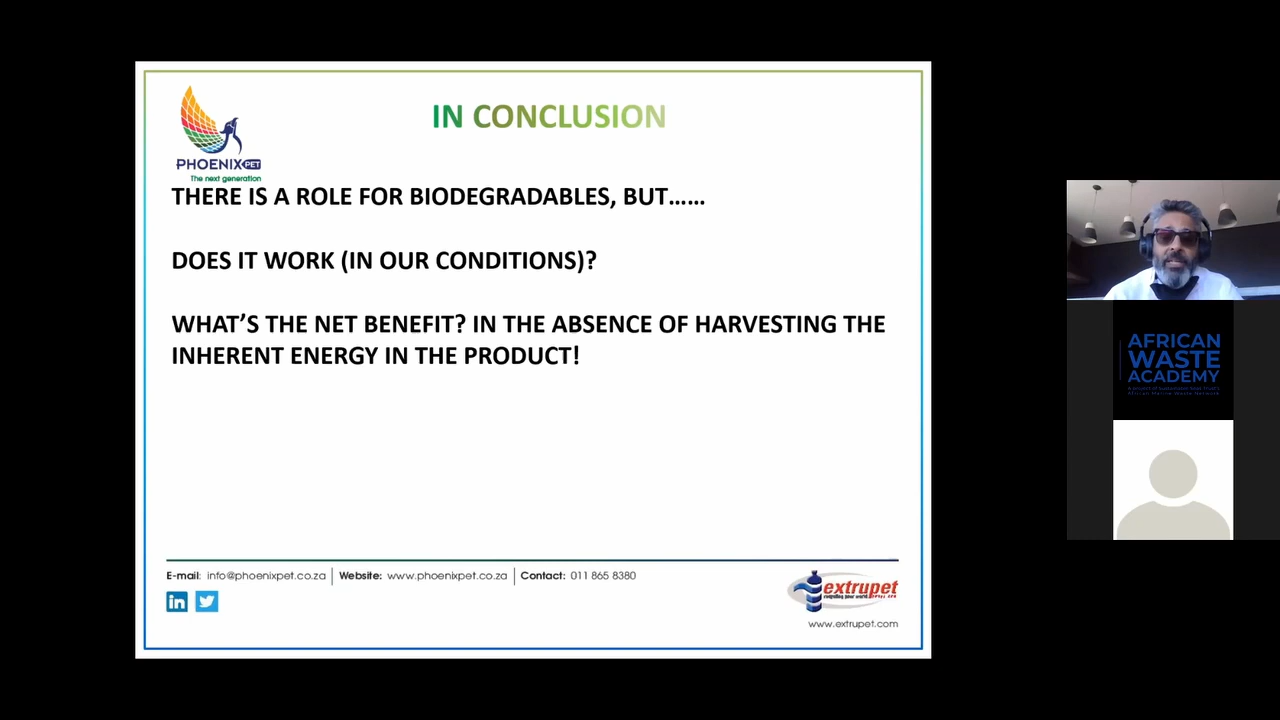 IN CONCLUSION
PHOENIX PET
The next generation
THERE IS A ROLE FOR BIODEGRADABLES, BUT……
DOES IT WORK (IN OUR CONDITIONS)?
WHAT’S THE NET BENEFIT? IN THE ABSENCE OF HARVESTING THE
INHERENT ENERGY IN THE PRODUCT!
E-mail: info@phoenixpet.co.za | Website: www.phoenixpet.co.za | Contact: 011 865 8380
in
extrupet
www.extrupet.com
AFRICAN
WASTE
ACADEMY